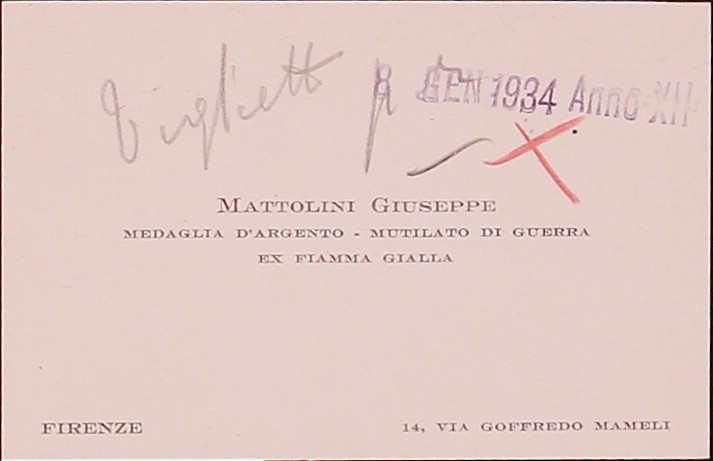 Bigliett p
8 GEN 1934 Anno XII
MATTOLINI GIUSEPPE
MEDAGLIA D'ARGENTO - MUTILATO DI GUERRA
EX FIAMMA GIALLA
FIRENZE
14, VIA GOFFREDO MAMELI